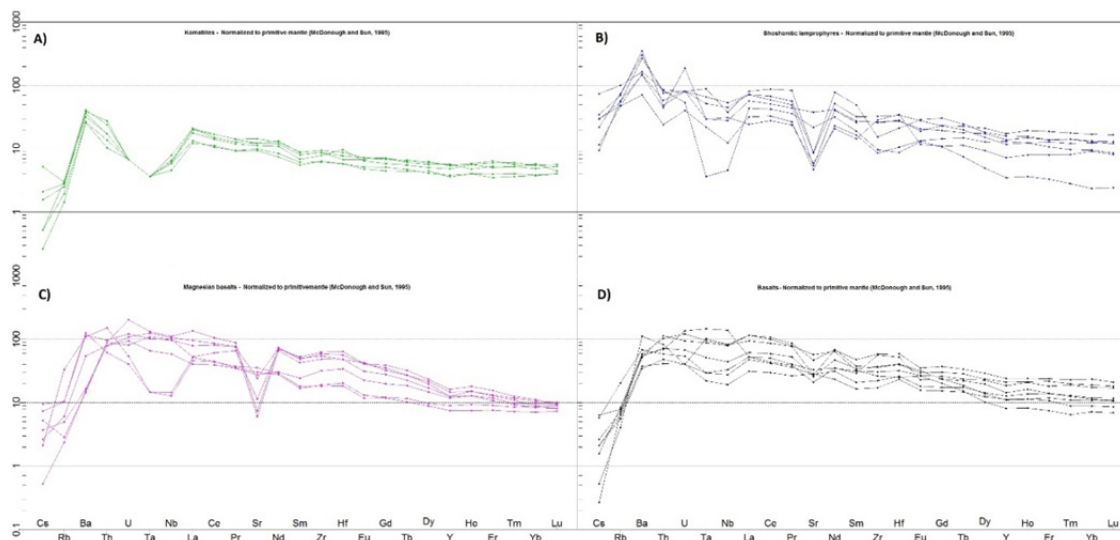 A)
Komatiites - Normalized to primitive mantle (McDonough and Sun, 1995)
B)
Shoshontic lamprophyres - Normalized to primitive mantle (McDonough and Sun, 1995)
1000
100
10
1
C)
Magnesian basalts - Normalized to primitivemantle (McDonough and Sun, 1995)
D)
Basalts- Normalized to primitive mantle (McDonough and Sun, 1995)
1000
100
10
1
0.1
Cs Ba U Nb La Ce Sr Sm Hf Gd Dy Ho Tm Lu Cs Ba U Nb La Ce Sr Sm Hf Gd Dy Ho Tm Lu
Rb Th Ta Pr Nd Zr Eu Tb Y Er Yb Rb Th Ta Pr Nd Zr Eu Tb Y Er Yb